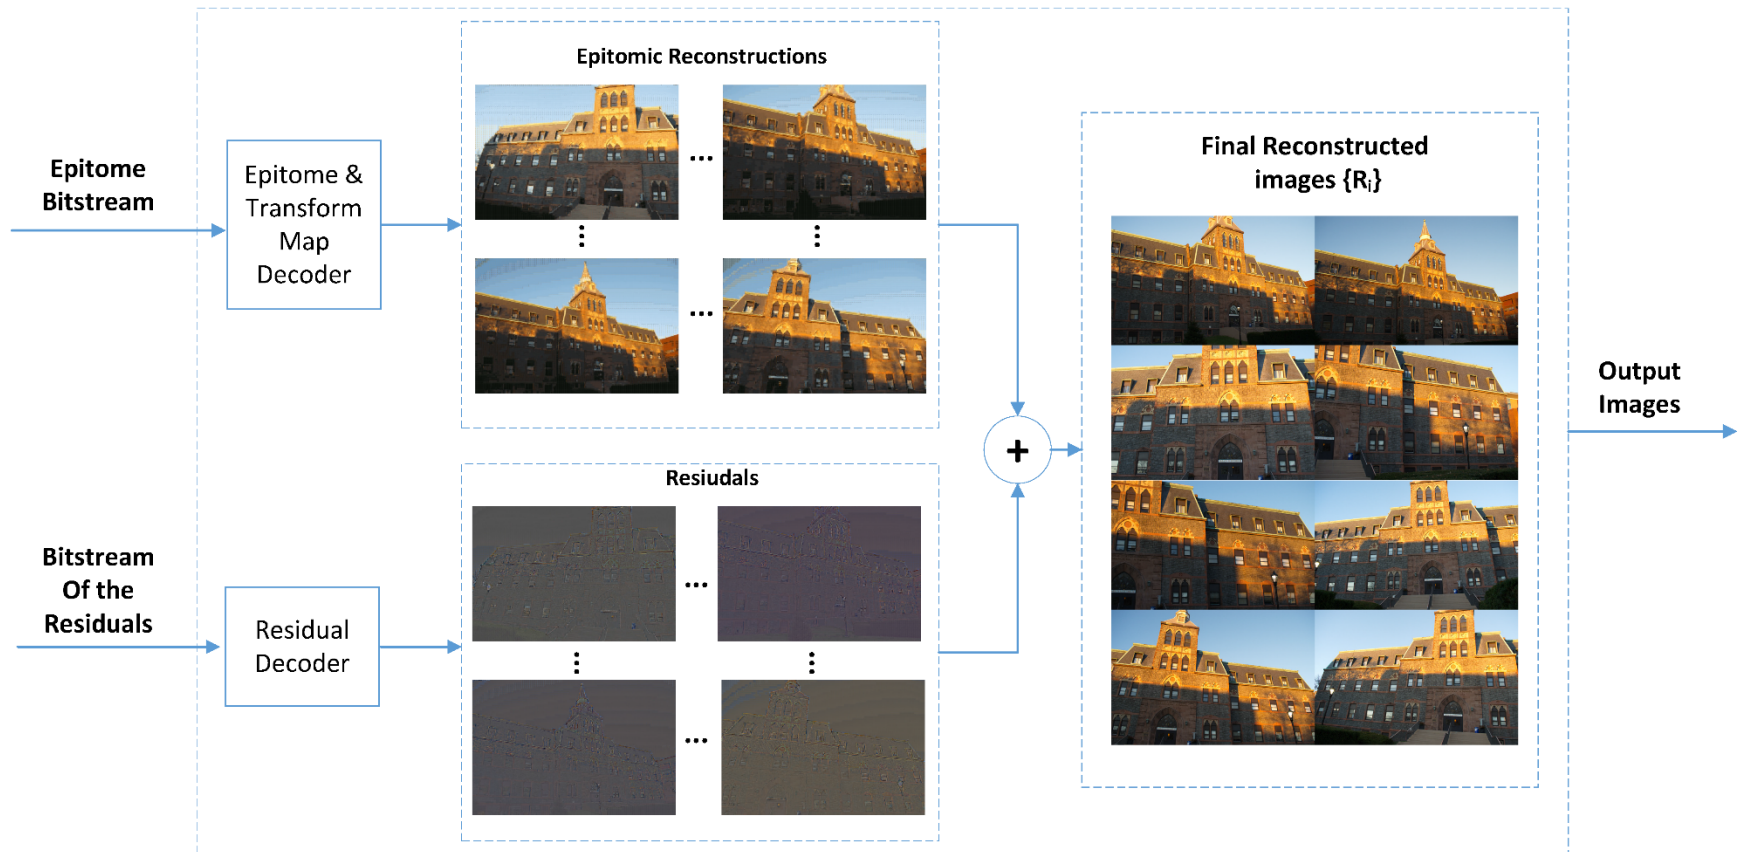 Epitome
Bitstream
Epitome &
Transform
Map
Decoder
Epitomic Reconstructions
...
...
...
...
Bitstream
Of the
Residuals
Residual
Decoder
Resiudals
...
...
...
...
+
Final Reconstructed
images {Ri}
Output
Images